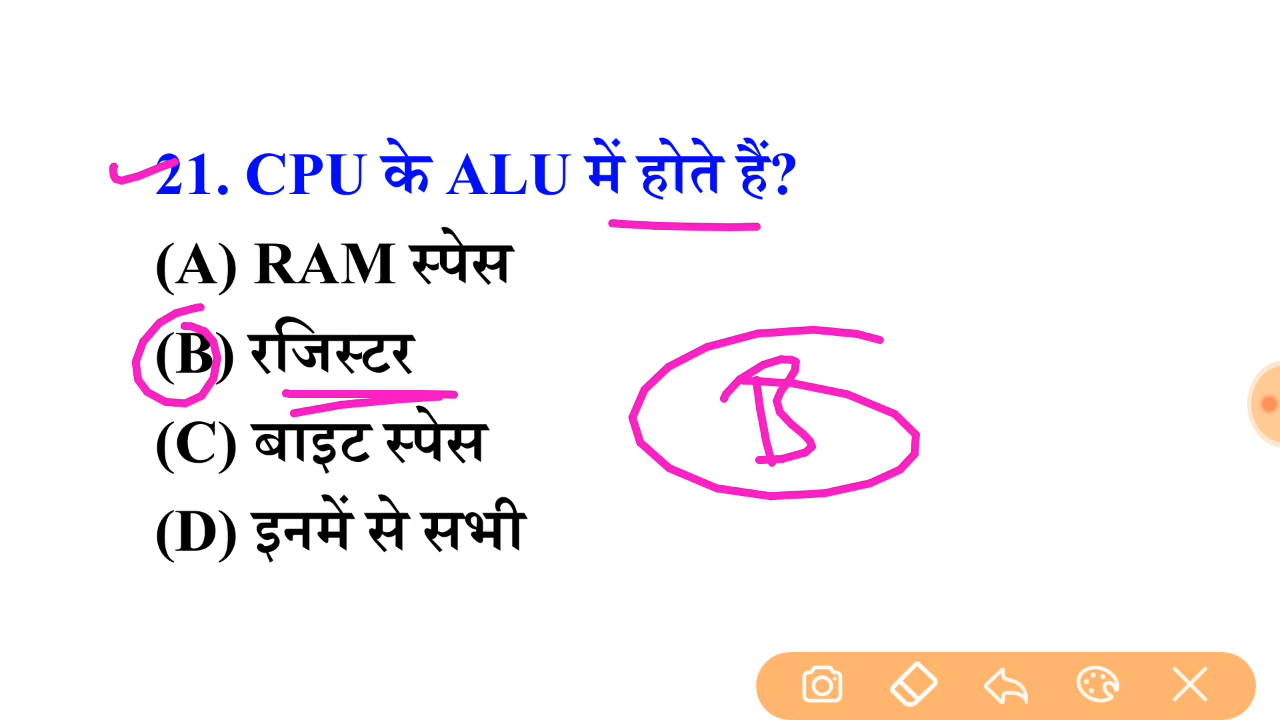 21. CPU के ALU में होते हैं?
(A) RAM स्पेस
(B) रजिस्टर
B
(C) बाइट स्पेस
(D) इनमें से सभी